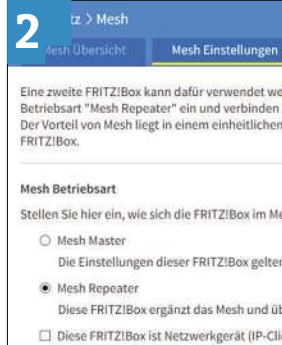 2
tz > Mesh
Mesh Übersicht Mesh Einstellungen
Eine zweite FRITZ!Box kann dafür verwendet we
Betriebsart "Mesh Repeater" ein und verbinden
Der Vorteil von Mesh liegt in einem einheitlichen
FRITZ!Box.
Mesh Betriebsart
Stellen Sie hier ein, wie sich die FRITZ!Box im Me
Mesh Master
Die Einstellungen dieser FRITZ!Box gelten
Mesh Repeater
Diese FRITZ!Box ergänzt das Mesh und üb
Diese FRITZ!Box ist Netzwerkgerät (IP-Clie